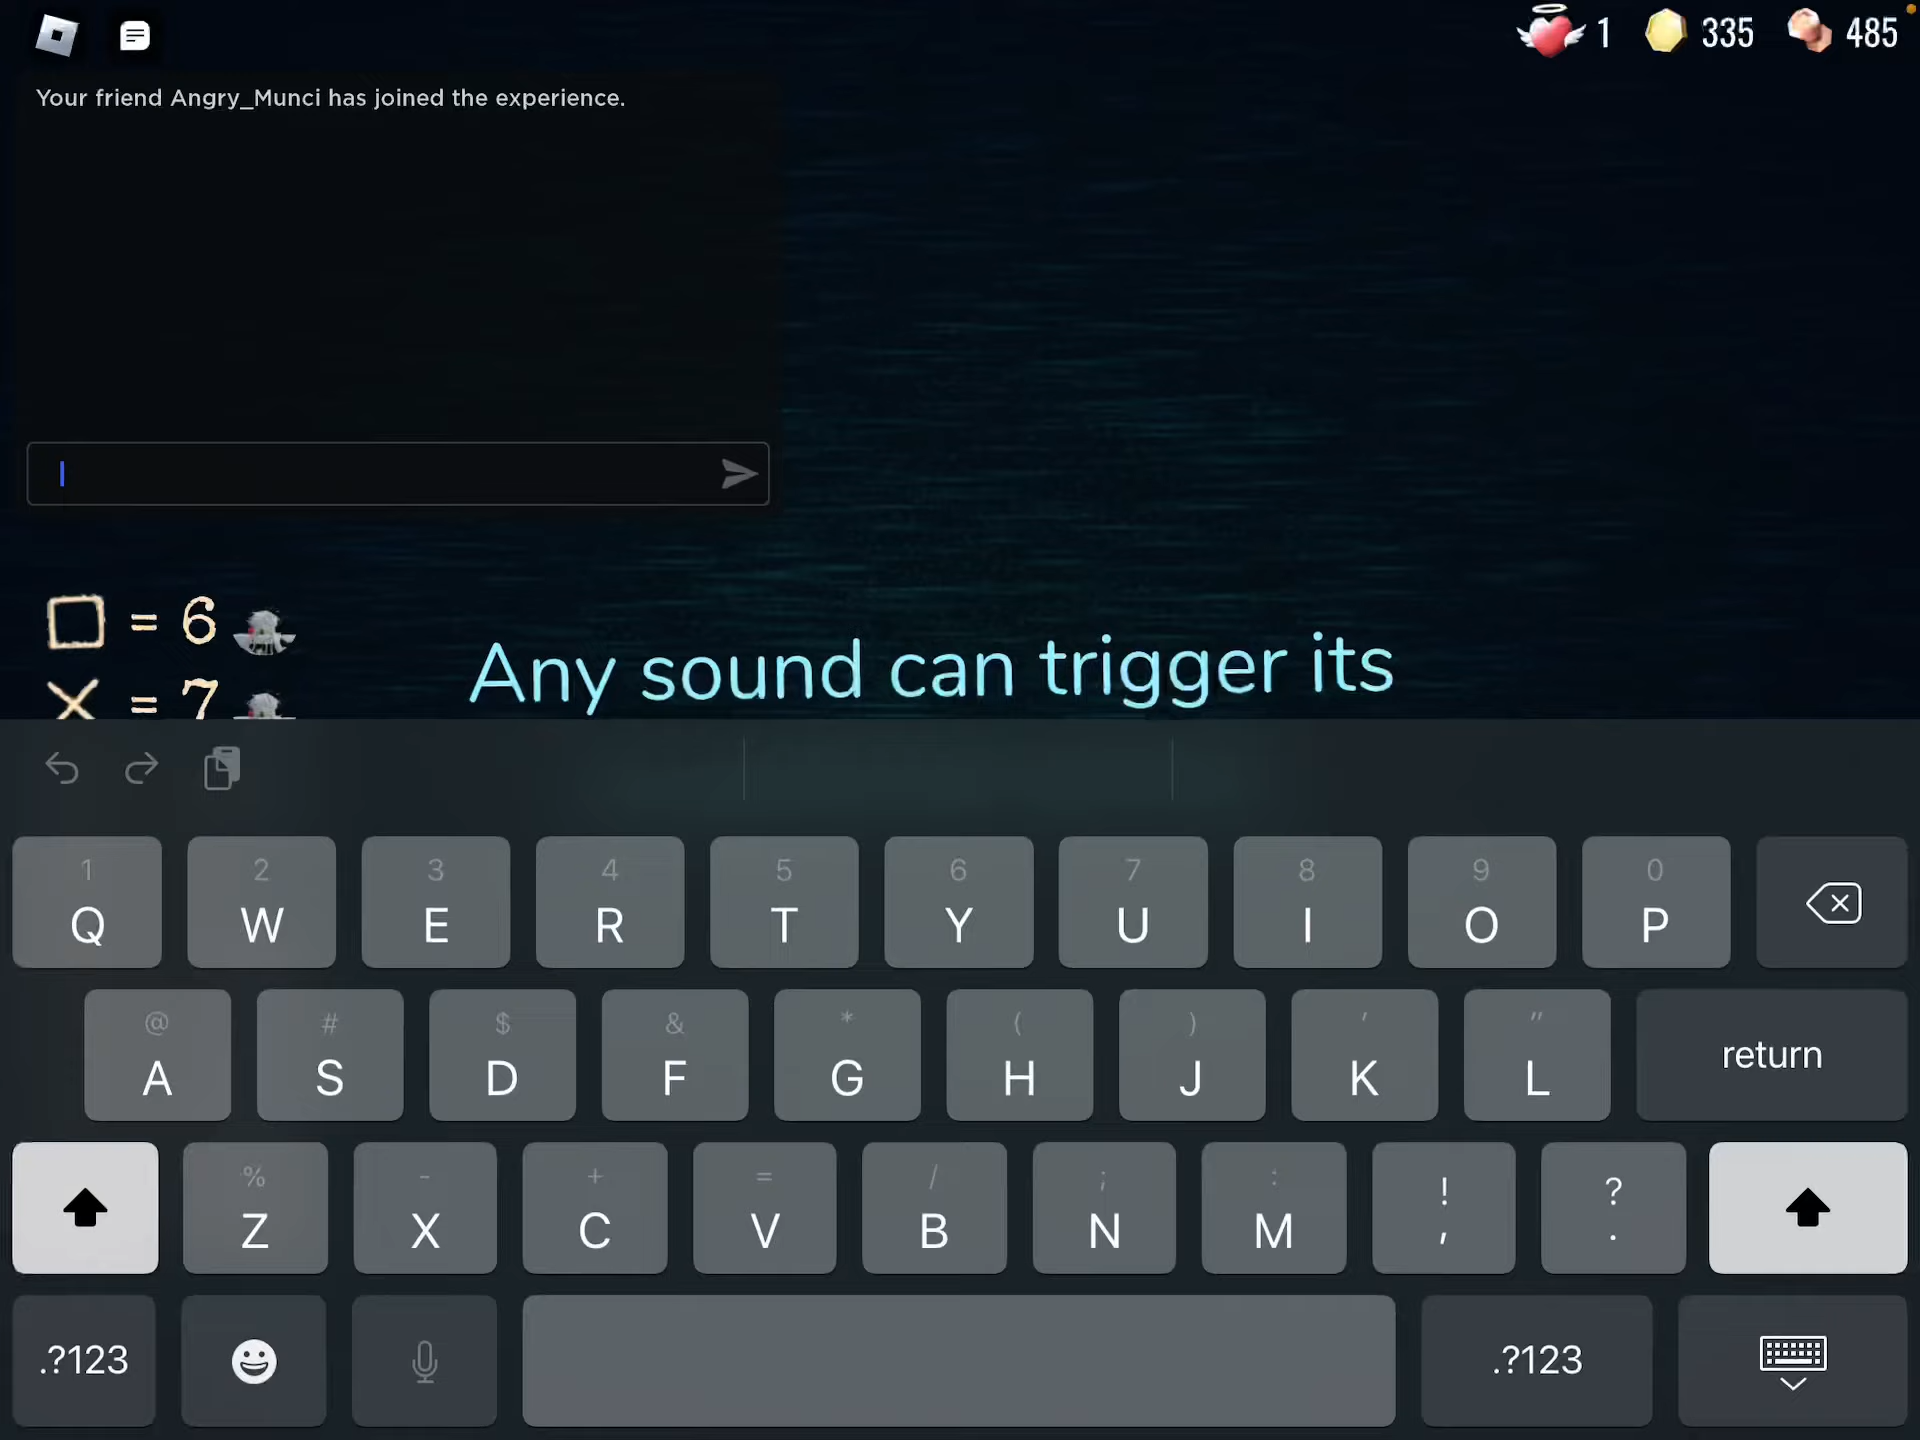 1 335 485
Your friend Angry_Munci has joined the experience.
= 6
= 7
Any sound can trigger its
1 2 3 4 5 6 7 8 9 0
Q W E R T Y U I O P
@ # $ & * ( ) ' "
A S D F G H J K L return
% - + = / ; : ! ?
Z X C V B N M , .
.?123 .?123